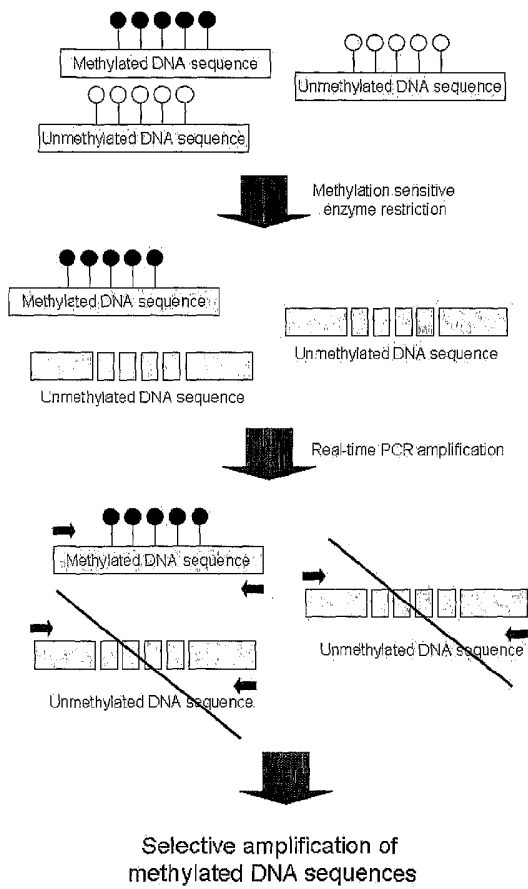 Methylated DNA sequence
Unmethylated DNA sequence
Unmethylated DNA sequence
Methylation sensitive
enzyme restriction
Methylated DNA sequence
Unmethylated DNA sequence
Unmethylated DNA sequence
Real-time PCR amplification
Methylated DNA sequence
Unmethylated DNA sequence
Unmethylated DNA sequence
Selective amplification of
methylated DNA sequences